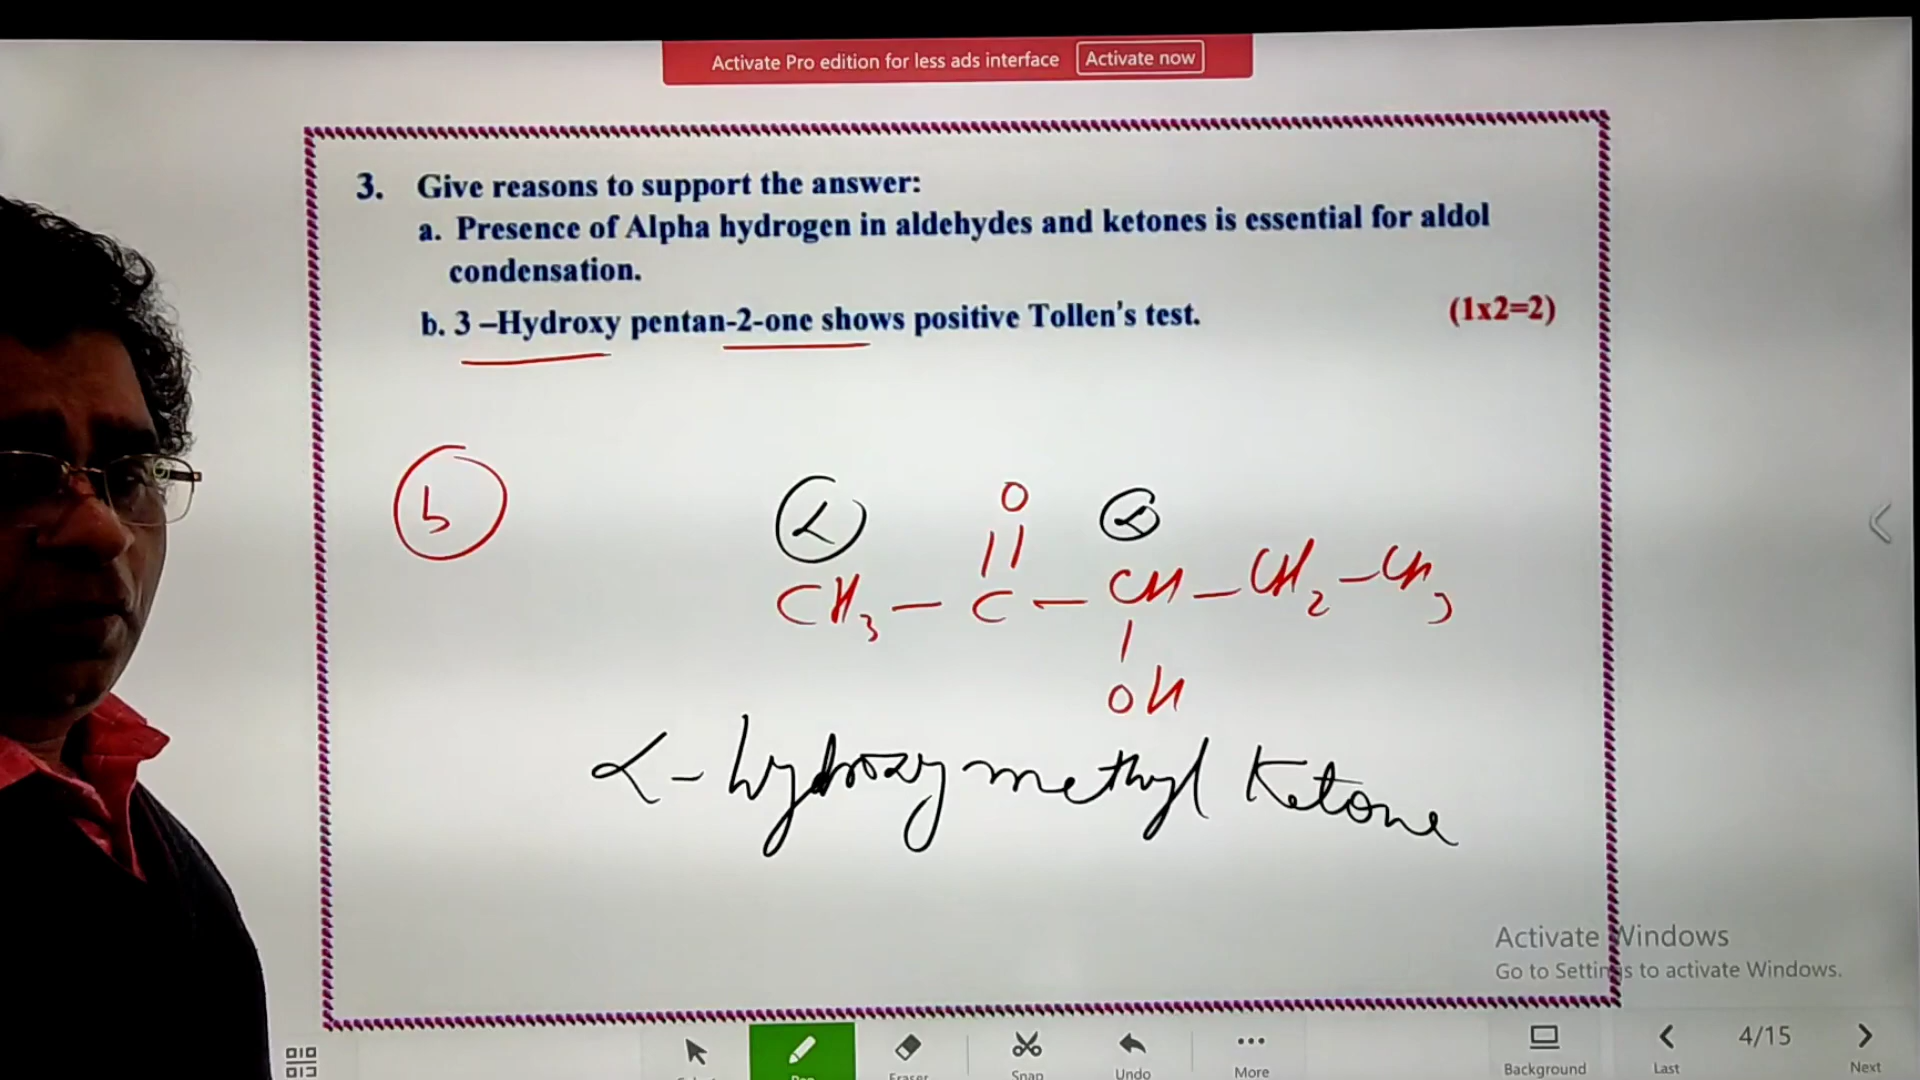 Activate Pro edition for less ads interface Activate now
3. Give reasons to support the answer:
a. Presence of Alpha hydrogen in aldehydes and ketones is essential for aldol
condensation.
b. 3 –Hydroxy pentan-2-one shows positive Tollen's test. (1x2=2)
b
α O α
CH3 – C – CH – CH2 – CH3
OH
α – hydroxy methyl Ketone
Activate Windows
Go to Settings to activate Windows.
Eraser Snap Undo More Background Last 4/15 Next